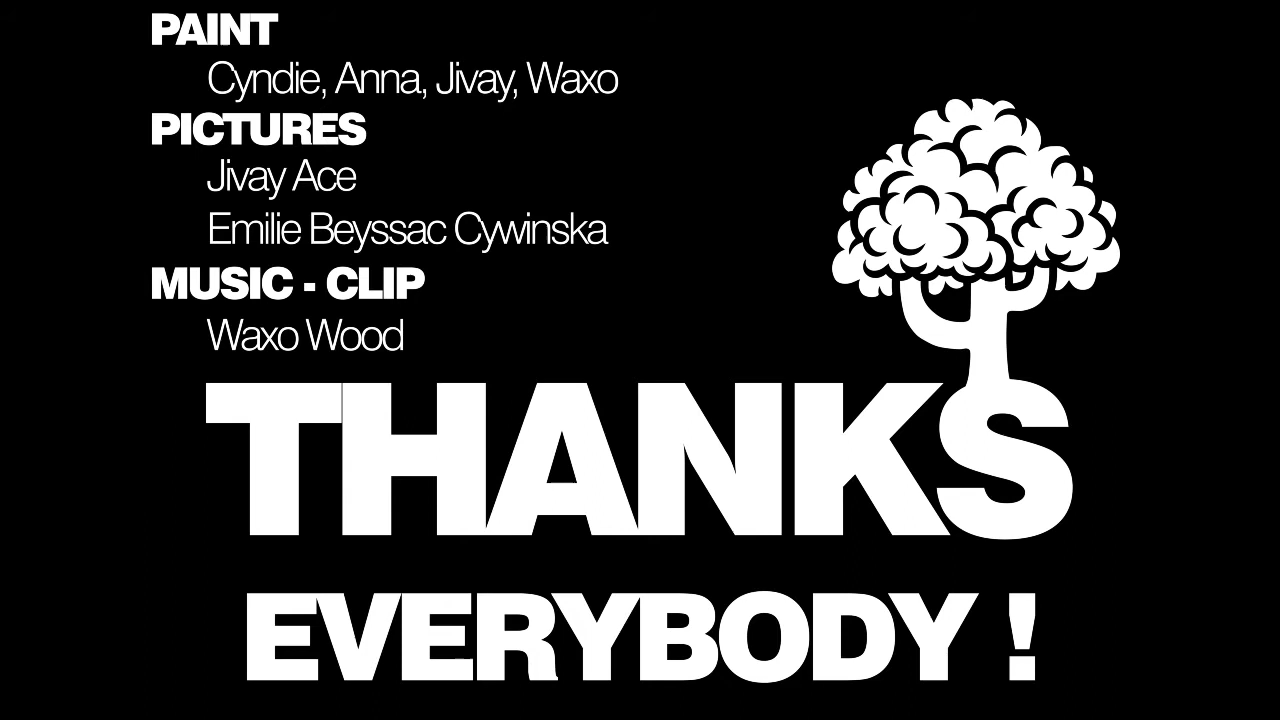 PAINT
Cyndie, Anna, Jivay, Waxo
PICTURES
Jivay Ace
Emilie Beyssac Cywinska
MUSIC - CLIP
Waxo Wood
THANKS
EVERYBODY !